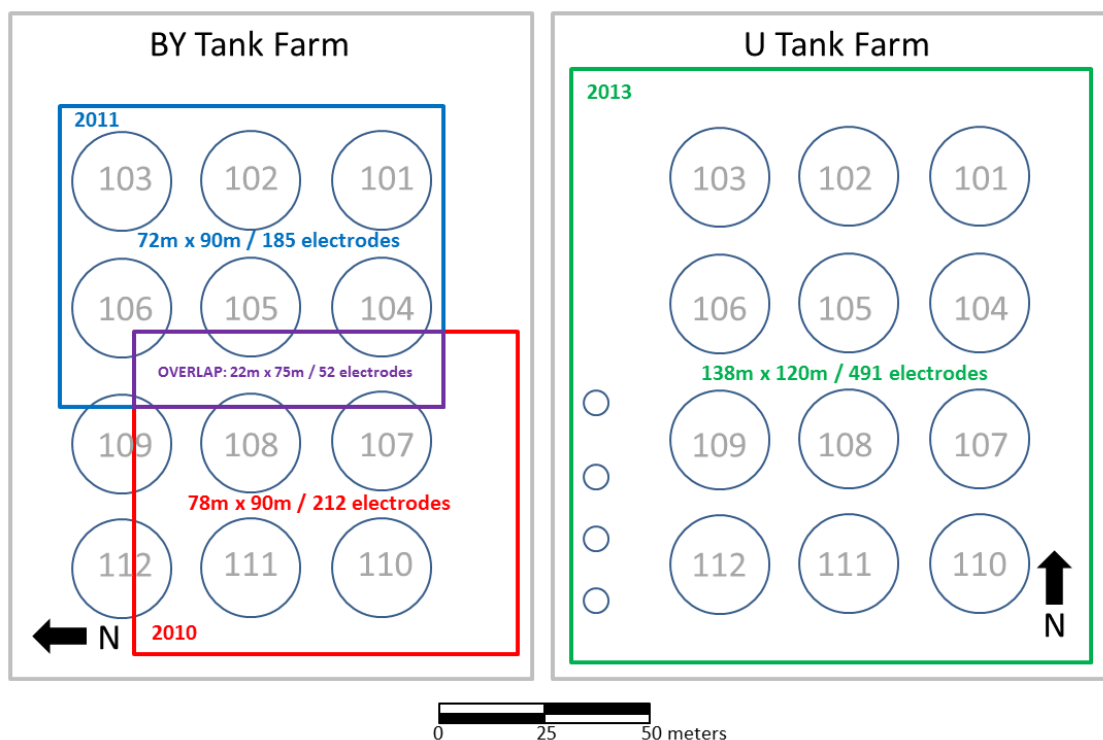 BY Tank Farm
2011
103 102 101
72m x 90m / 185 electrodes
106 105 104
OVERLAP: 22m x 75m / 52 electrodes
109 108 107
78m x 90m / 212 electrodes
112 111 110
N 2010
U Tank Farm
2013
103 102 101
106 105 104
138m x 120m / 491 electrodes
109 108 107
112 111 110
N
0 25 50 meters